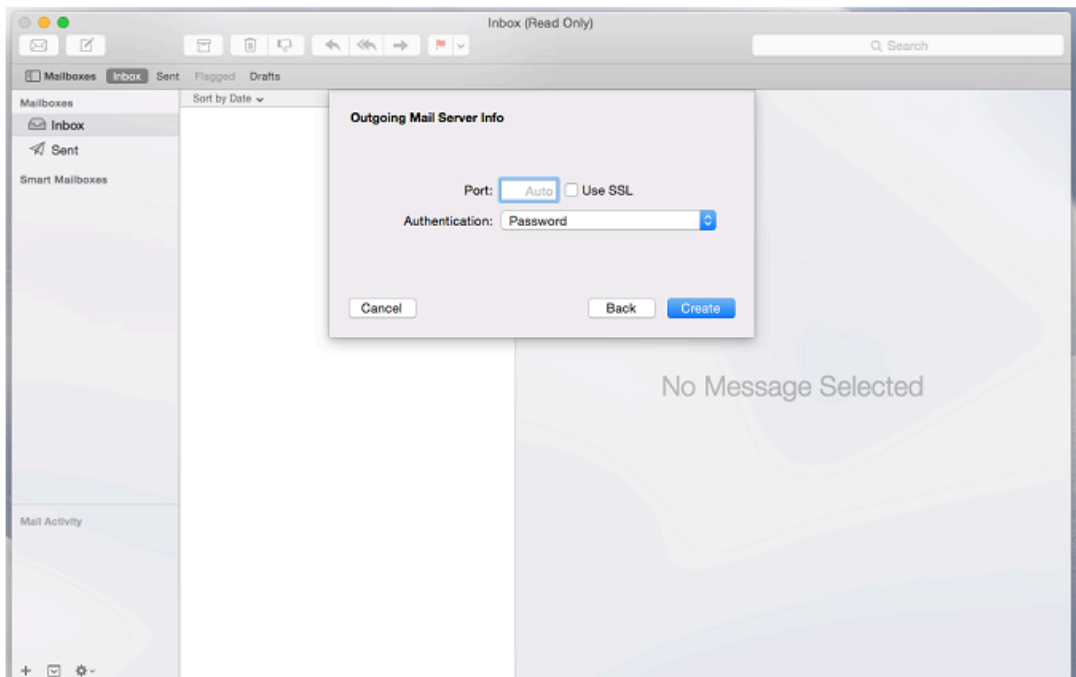 Inbox (Read Only)
Search
Mailboxes Inbox Sent Flagged Drafts
Mailboxes
Sort by Date
Inbox
Sent
Smart Mailboxes
Outgoing Mail Server Info
Port: Auto Use SSL
Authentication: Password
Cancel Back Create
No Message Selected
Mail Activity